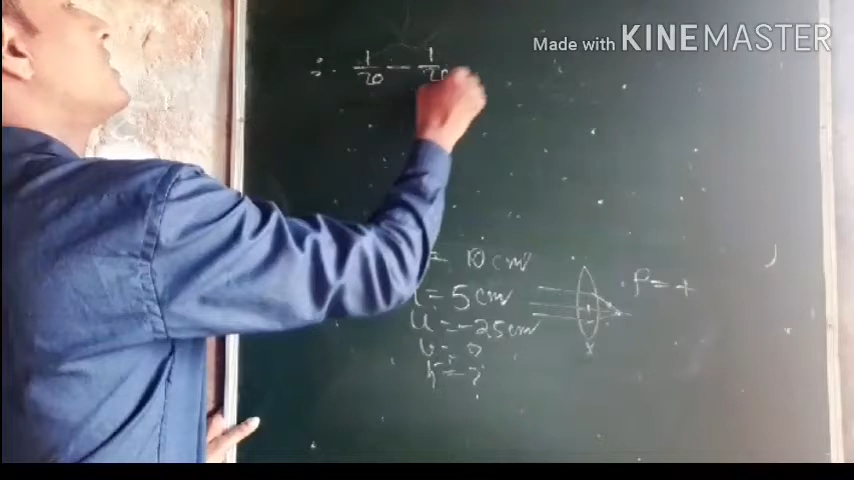 Made with KINEMASTER
∴ 1/20 - 1/20
= 10 cm
= 5 cm
f = +
u = -25 cm
v = ?
h' = ?